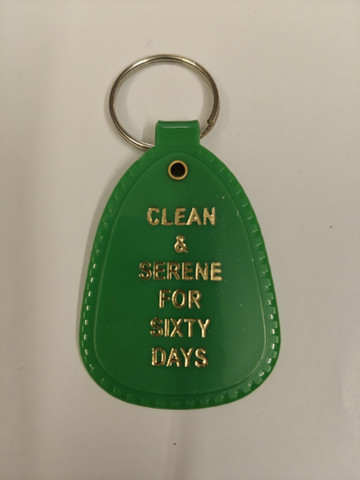 CLEAN
&
SERENE
FOR
SIXTY
DAYS